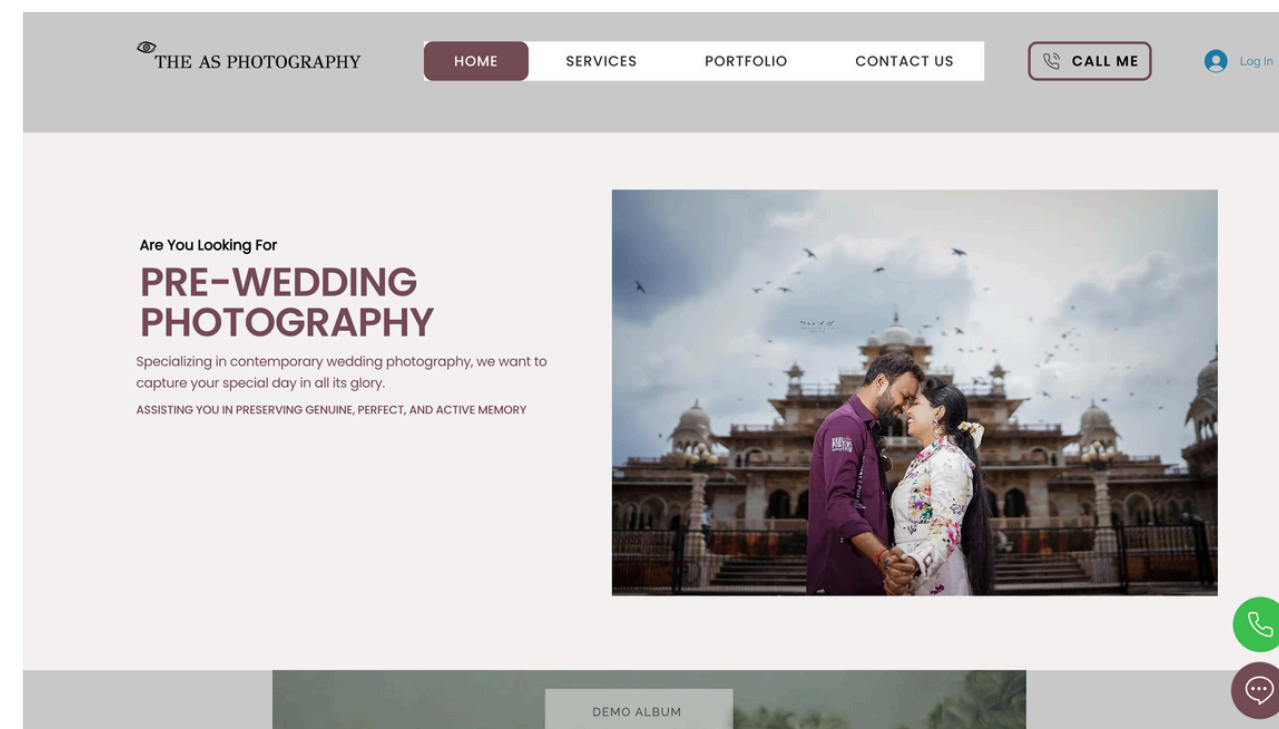 THE AS PHOTOGRAPHY
HOME
SERVICES
PORTFOLIO
CONTACT US
CALL ME
Log In
Are You Looking For
PRE-WEDDING
PHOTOGRAPHY
Specializing in contemporary wedding photography, we want to
capture your special day in all its glory.
ASSISTING YOU IN PRESERVING GENUINE, PERFECT, AND ACTIVE MEMORY
DEMO ALBUM